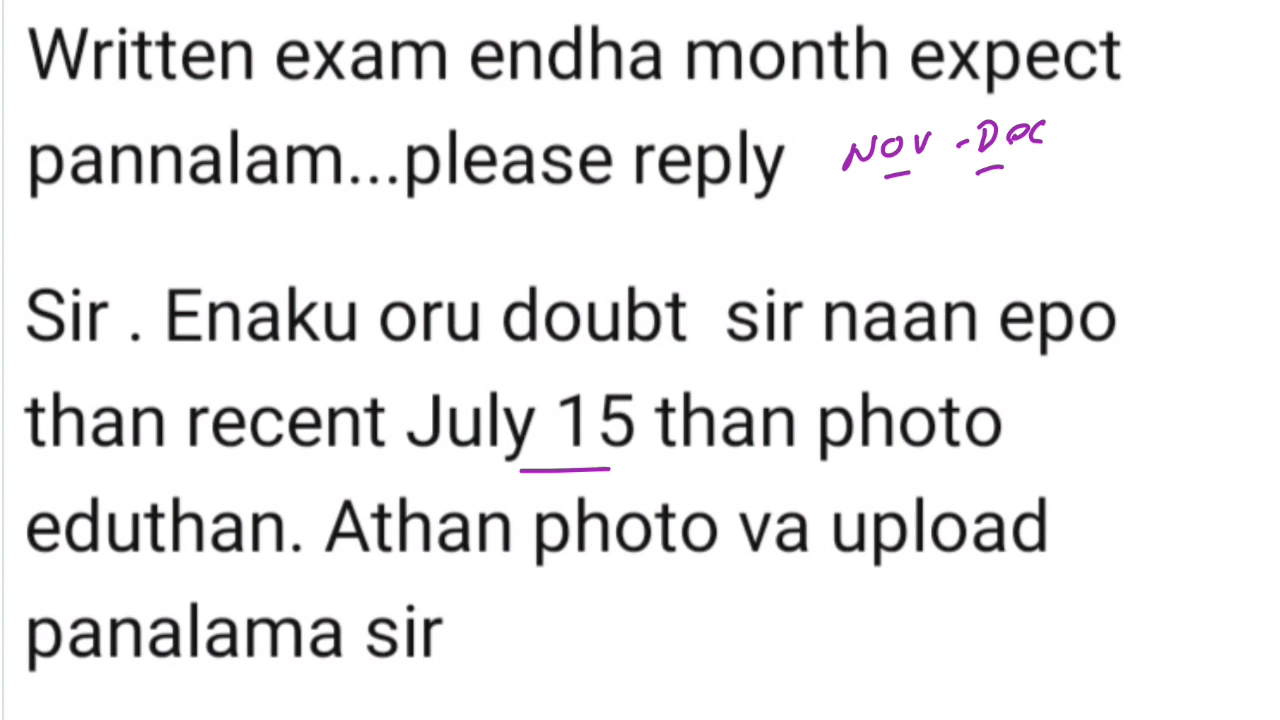 Written exam endha month expect
pannalam...please reply NOV - Dec
Sir . Enaku oru doubt sir naan epo
than recent July 15 than photo
eduthan. Athan photo va upload
panalama sir